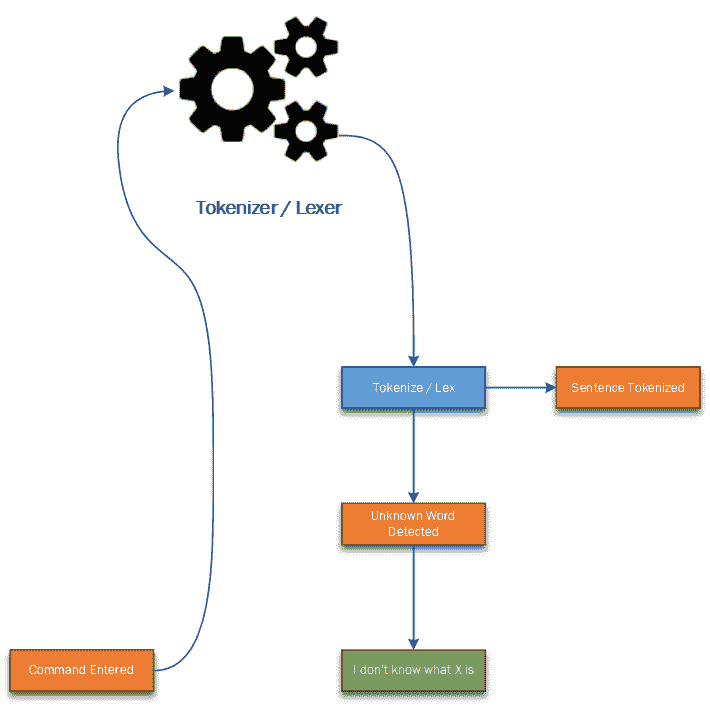 Tokenizer / Lexer
Tokenize / Lex
Sentence Tokenized
Unknown Word
Detected
Command Entered
I don't know what X is